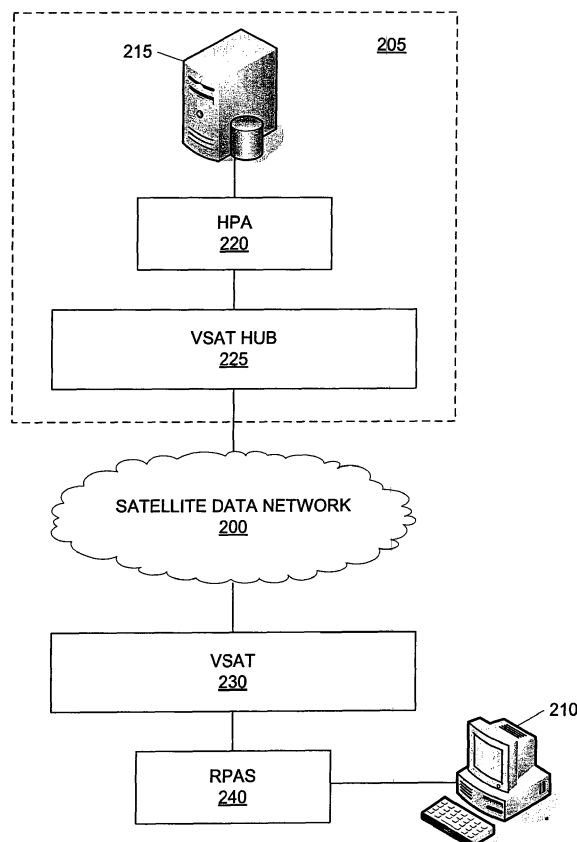 215
205
HPA
220
VSAT HUB
225
SATELLITE DATA NETWORK
200
VSAT
230
210
RPAS
240